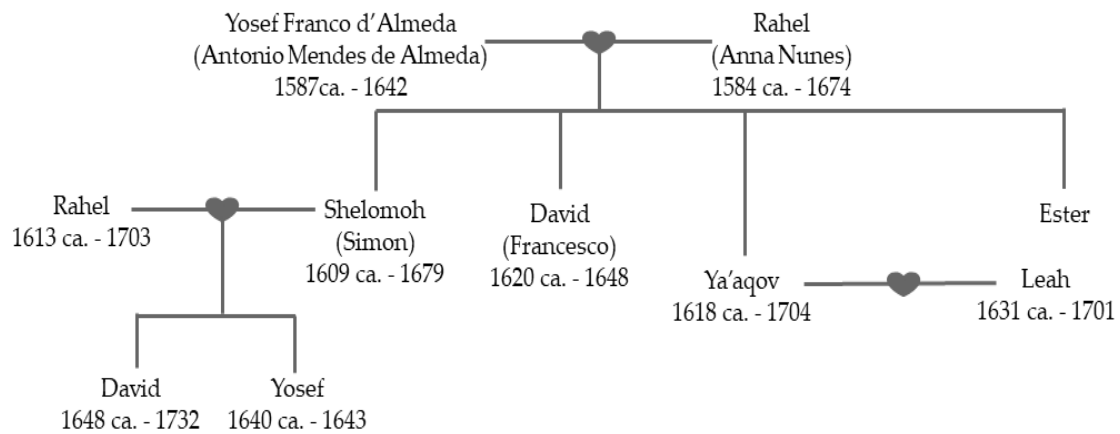 Yosef Franco d'Almeda
(Antonio Mendes de Almeda)
1587ca. - 1642
Rahel
(Anna Nunes)
1584 ca. - 1674
Rahel
1613 ca. - 1703
Shelomoh
(Simon)
1609 ca. - 1679
David
(Francesco)
1620 ca. - 1648
Ya'aqov
1618 ca. - 1704
Ester
Leah
1631 ca. - 1701
David
1648 ca. - 1732
Yosef
1640 ca. - 1643